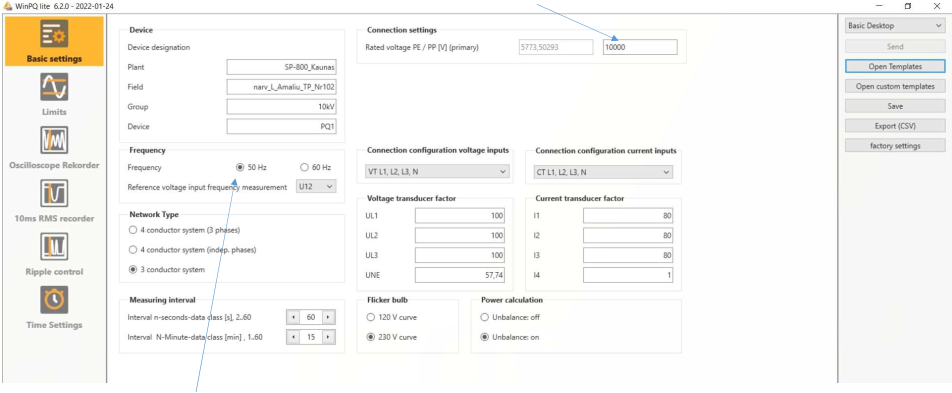 WinPQ lite 6.2.0 - 2022-01-24
Basic settings
Limits
Oscilloscope Rekorder
10ms RMS recorder
Ripple control
Time Settings
Device
Device designation
Plant SP-800_Kaunas
Field narv_L_Amaliu_TP_Nr102
Group 10kV
Device PQ1
Connection settings
Rated voltage PE / PP [V] (primary) 5773,50293 10000
Frequency
Frequency 50 Hz 60 Hz
Reference voltage input frequency measurement U12
Connection configuration voltage inputs
VT L1, L2, L3, N
Connection configuration current inputs
CT L1, L2, L3, N
Network Type
4 conductor system (3 phases)
4 conductor system (indep. phases)
3 conductor system
Voltage transducer factor
UL1 100
UL2 100
UL3 100
UNE 57,74
Current transducer factor
I1 80
I2 80
I3 80
I4 1
Measuring interval
Interval n-seconds-data class [s], 2..60 60
Interval N-Minute-data class [min] , 1..60 15
Flicker bulb
120 V curve
230 V curve
Power calculation
Unbalance: off
Unbalance: on
Basic Desktop
Send
Open Templates
Open custom templates
Save
Export (CSV)
factory settings